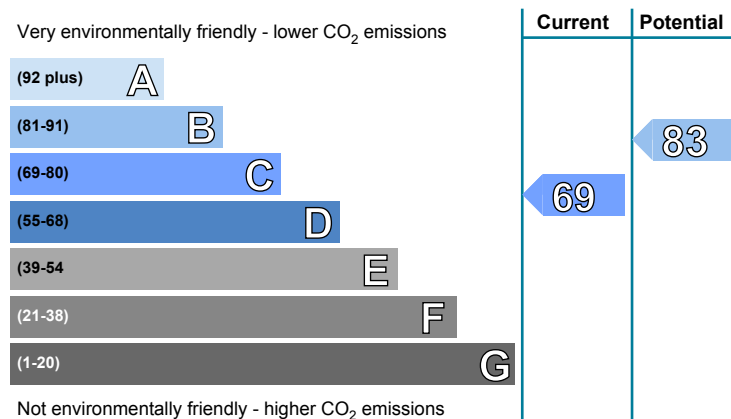 Very environmentally friendly - lower CO2 emissions
Current
Potential
(92 plus) A
(81-91) B
(69-80) C
(55-68) D
(39-54 E
(21-38) F
(1-20) G
83
69
Not environmentally friendly - higher CO2 emissions